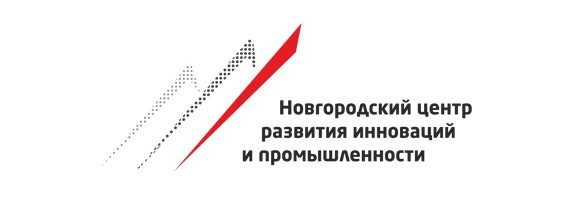 Новгородский центр
развития инноваций
и промышленности